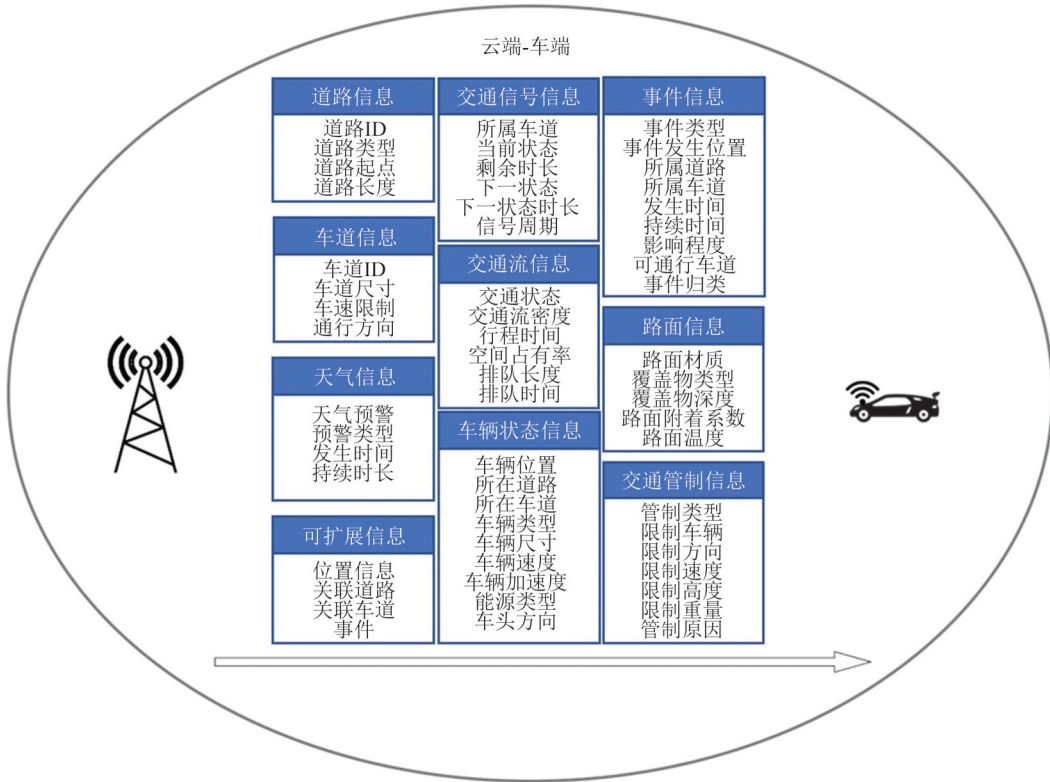 云端-车端
道路信息
道路ID
道路类型
道路起点
道路长度
车道信息
车道ID
车道尺寸
车速限制
通行方向
天气信息
天气预警
预警类型
发生时间
持续时长
可扩展信息
位置信息
关联道路
关联车道
事件
交通信号信息
所属车道
当前状态
剩余时长
下一状态
下一状态时长
信号周期
交通流信息
交通状态
交通流密度
行程时间
空间占有率
排队长度
排队时间
车辆状态信息
车辆位置
所在道路
所在车道
车辆类型
车辆尺寸
车辆速度
车辆加速度
能源类型
车头方向
事件信息
事件类型
事件发生位置
所属道路
所属车道
发生时间
持续时间
影响程度
可通行车道
事件归类
路面信息
路面材质
覆盖物类型
覆盖物深度
路面附着系数
路面温度
交通管制信息
管制类型
限制车辆
限制方向
限制速度
限制高度
限制重量
管制原因